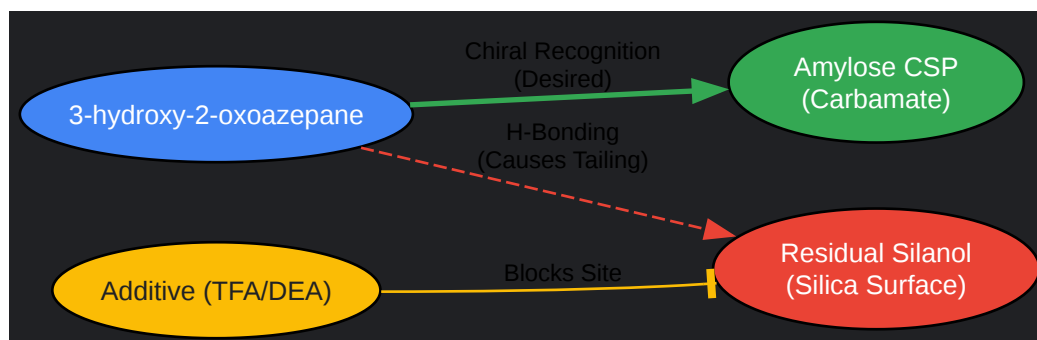 Chiral Recognition
(Desired)
Amylose CSP
(Carbamate)
3-hydroxy-2-oxoazepane
H-Bonding
(Causes Tailing)
Residual Silanol
(Silica Surface)
Blocks Site
Additive (TFA/DEA)